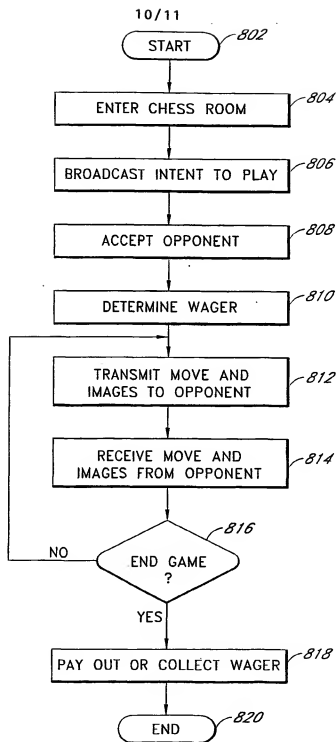 10/11
START
802
ENTER CHESS ROOM
804
BROADCAST INTENT TO PLAY
806
ACCEPT OPPONENT
808
DETERMINE WAGER
810
TRANSMIT MOVE AND
IMAGES TO OPPONENT
812
RECEIVE MOVE AND
IMAGES FROM OPPONENT
814
816
END GAME
?
NO
YES
PAY OUT OR COLLECT WAGER
818
END
820